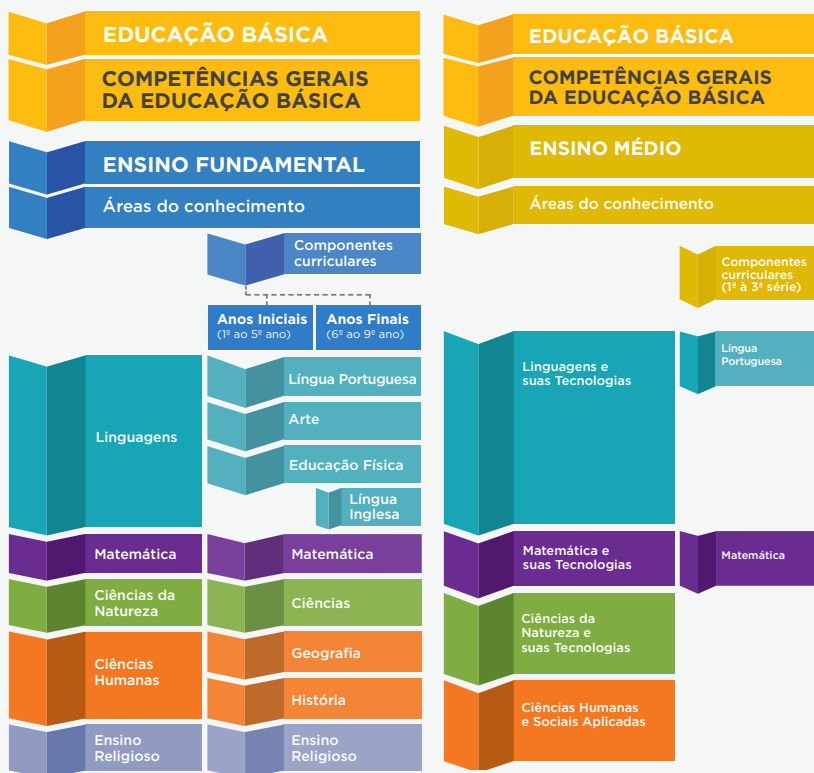 EDUCAÇÃO BÁSICA
COMPETÊNCIAS GERAIS
DA EDUCAÇÃO BÁSICA
ENSINO FUNDAMENTAL
Áreas do conhecimento
Componentes
curriculares
Anos Iniciais
(1º ao 5º ano)
Anos Finais
(6º ao 9º ano)
Linguagens
Língua Portuguesa
Arte
Educação Física
Língua
Inglesa
Matemática
Matemática
Ciências da
Natureza
Ciências
Ciências
Humanas
Geografia
História
Ensino
Religioso
Ensino
Religioso
EDUCAÇÃO BÁSICA
COMPETÊNCIAS GERAIS
DA EDUCAÇÃO BÁSICA
ENSINO MÉDIO
Áreas do conhecimento
Componentes
curriculares
(1ª à 3ª série)
Linguagens e
suas Tecnologias
Língua
Portuguesa
Matemática e
suas Tecnologias
Matemática
Ciências da
Natureza e
suas Tecnologias
Ciências Humanas
e Sociais Aplicadas